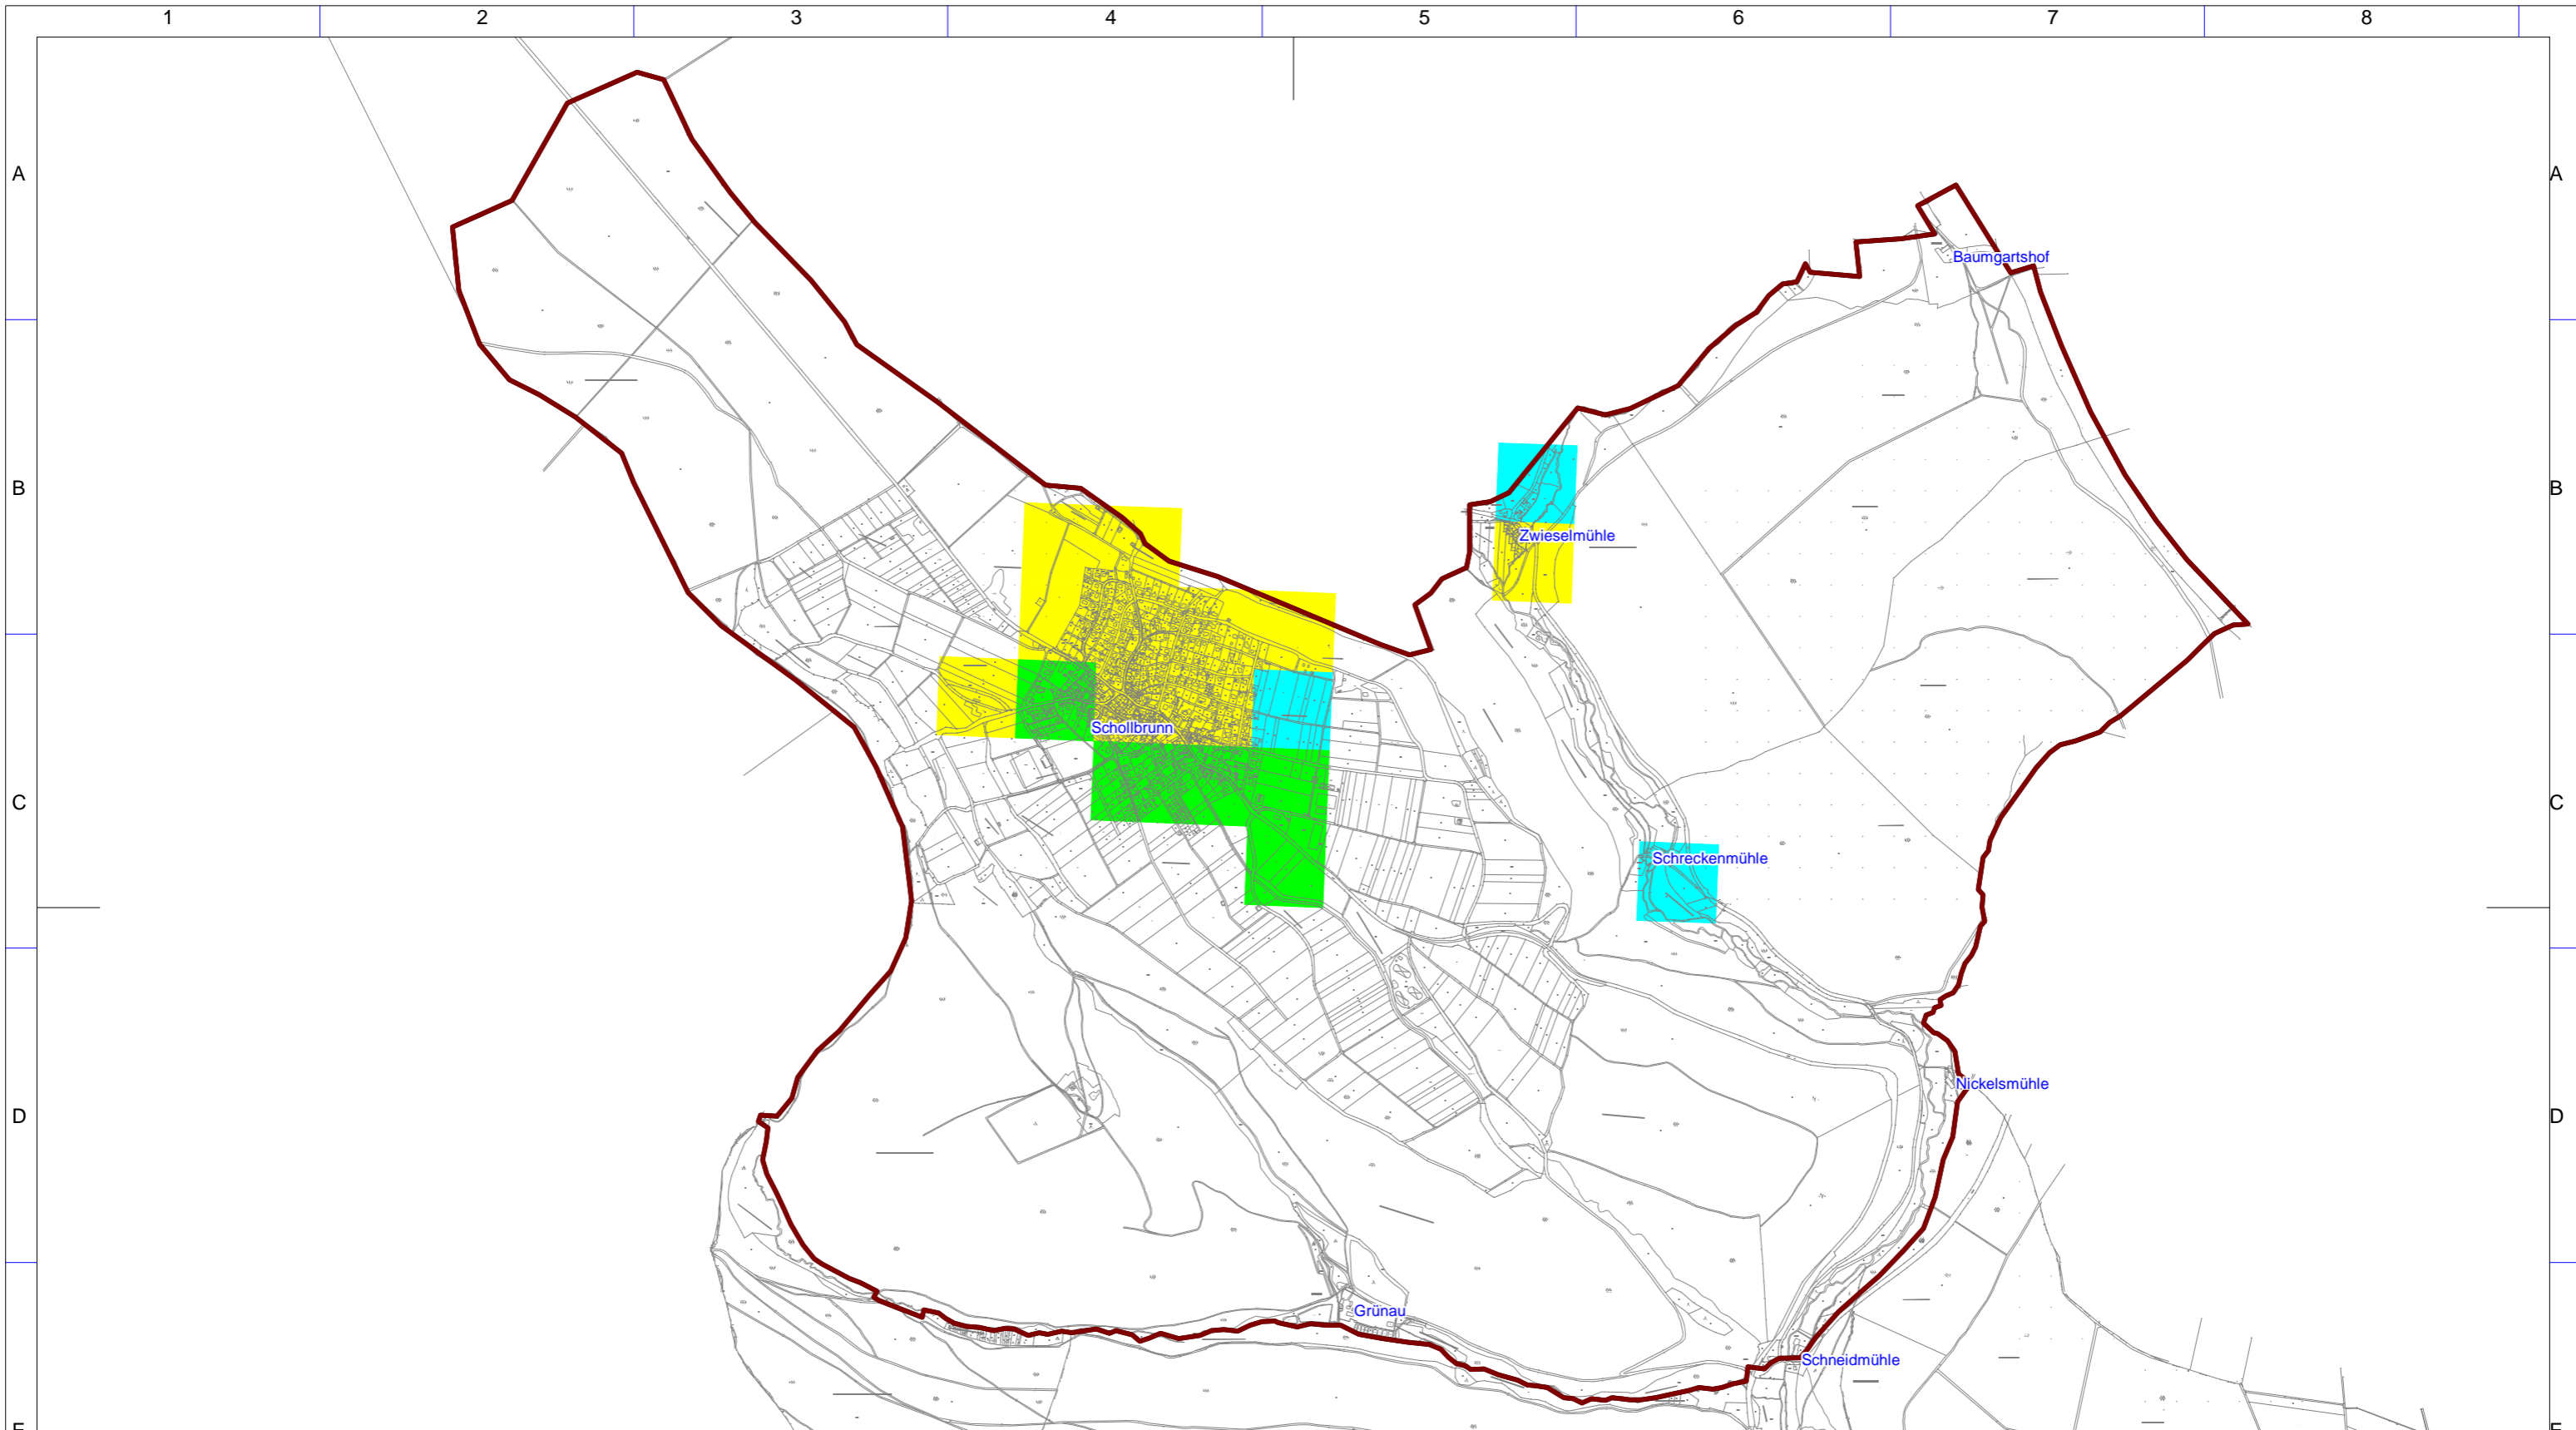 1 2 3 4 5 6 7 8
A A
Baumgartshof
B B
Zwieselmühle
Schollbrunn
C C
Schreckenmühle
Nickelsmühle
D D
Grünau
Schneidmühle
E E